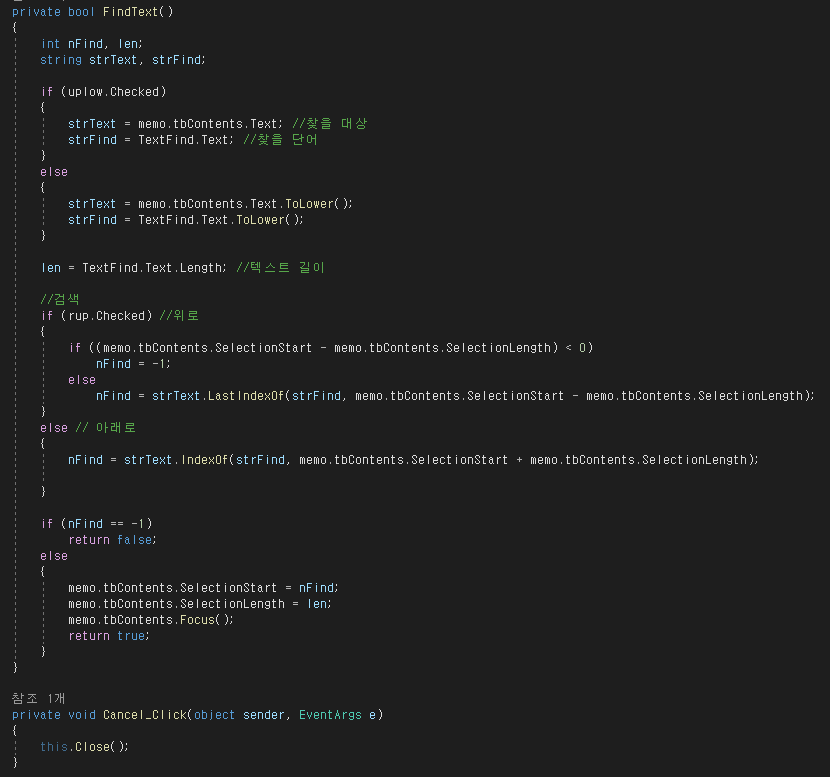 private bool FindText()
{
int nFind, len;
string strText, strFind;
if (uplow.Checked)
{
strText = memo.tbContents.Text; //찾을 대상
strFind = TextFind.Text; //찾을 단어
}
else
{
strText = memo.tbContents.Text.ToLower();
strFind = TextFind.Text.ToLower();
}
len = TextFind.Text.Length; //텍스트 길이
//검색
if (rup.Checked) //위로
{
if ((memo.tbContents.SelectionStart - memo.tbContents.SelectionLength) < 0)
nFind = -1;
else
nFind = strText.LastIndexOf(strFind, memo.tbContents.SelectionStart - memo.tbContents.SelectionLength);
}
else // 아래로
{
nFind = strText.IndexOf(strFind, memo.tbContents.SelectionStart + memo.tbContents.SelectionLength);
}
if (nFind == -1)
return false;
else
{
memo.tbContents.SelectionStart = nFind;
memo.tbContents.SelectionLength = len;
memo.tbContents.Focus();
return true;
}
}
참조 1개
private void Cancel_Click(object sender, EventArgs e)
{
this.Close();
}